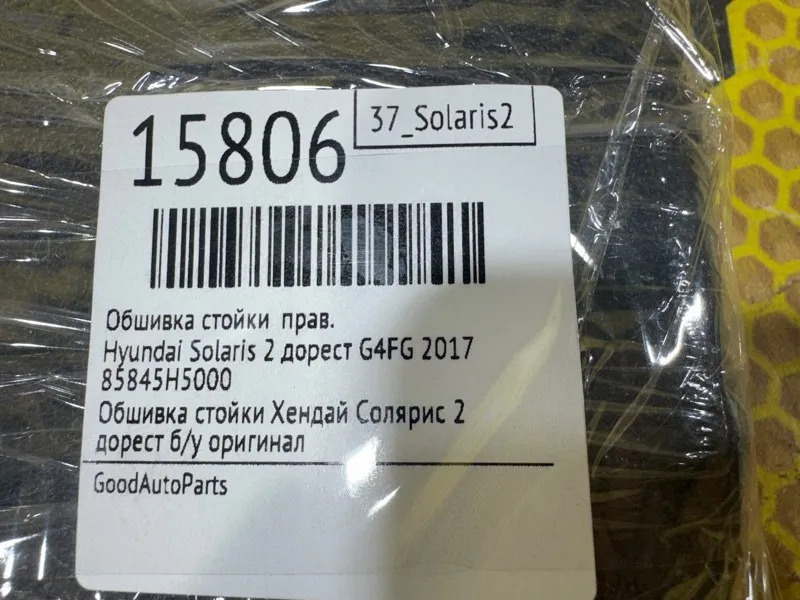 15806
37_Solaris2
Обшивка стойки прав.
Hyundai Solaris 2 дорест G4FG 2017
85845H5000
Обшивка стойки Хендай Солярис 2
дорест б/у оригинал
GoodAutoParts